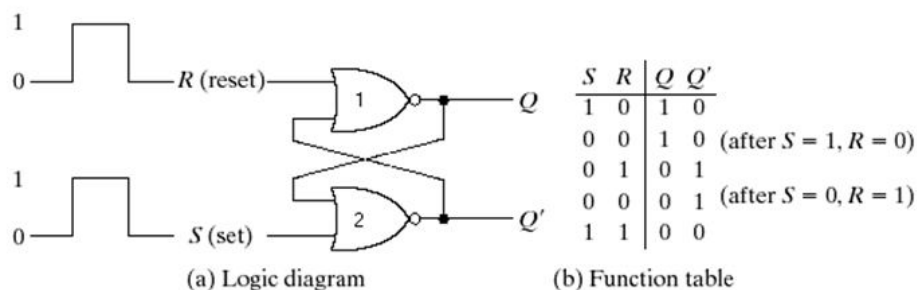 1
0
R (reset)
1
Q
1
0
S (set)
2
Q'
(a) Logic diagram
S R Q Q'
1 0 1 0
0 0 1 0 (after S = 1, R = 0)
0 1 0 1
0 0 0 1 (after S = 0, R = 1)
1 1 0 0
(b) Function table